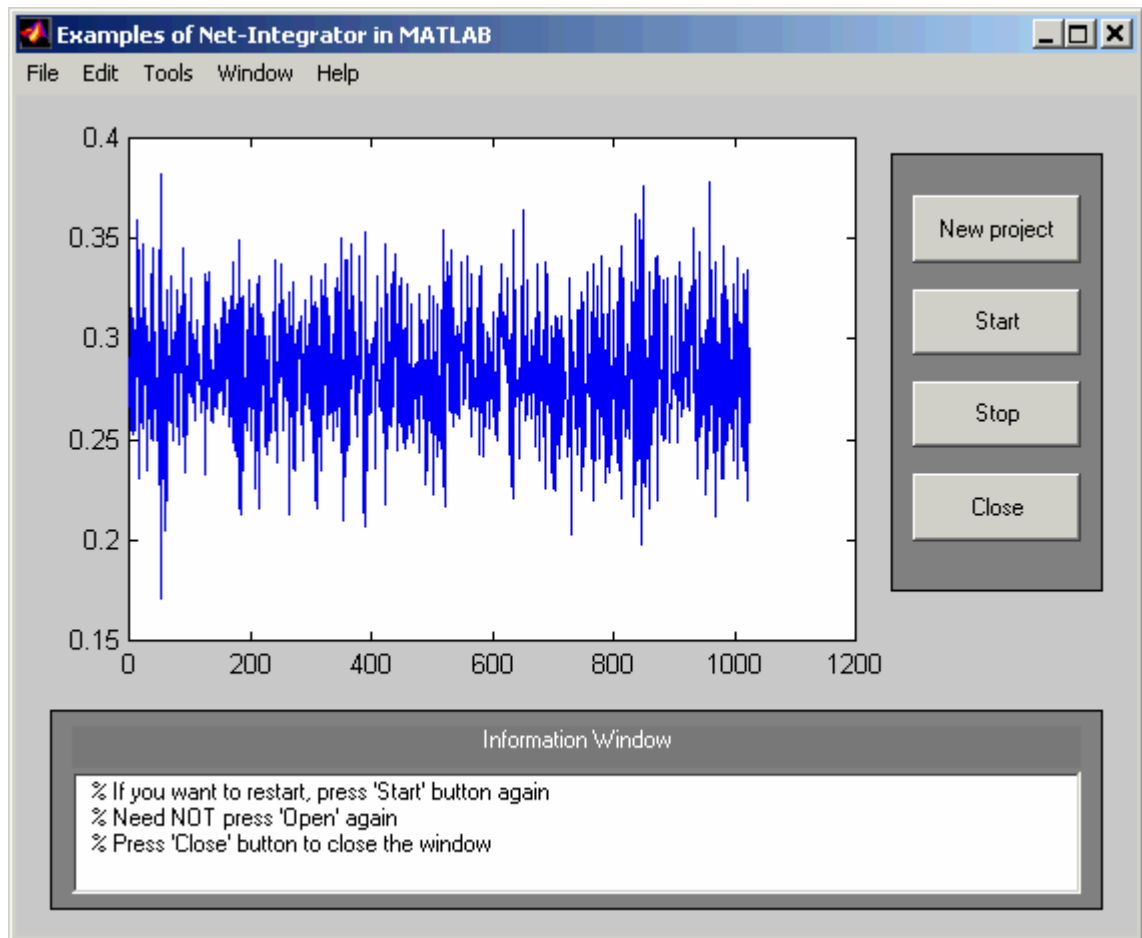 Examples of Net-Integrator in MATLAB
File Edit Tools Window Help
0.4
0.35
0.3
0.25
0.2
0.15
0 200 400 600 800 1000 1200
New project
Start
Stop
Close
Information Window
% If you want to restart, press 'Start' button again
% Need NOT press 'Open' again
% Press 'Close' button to close the window